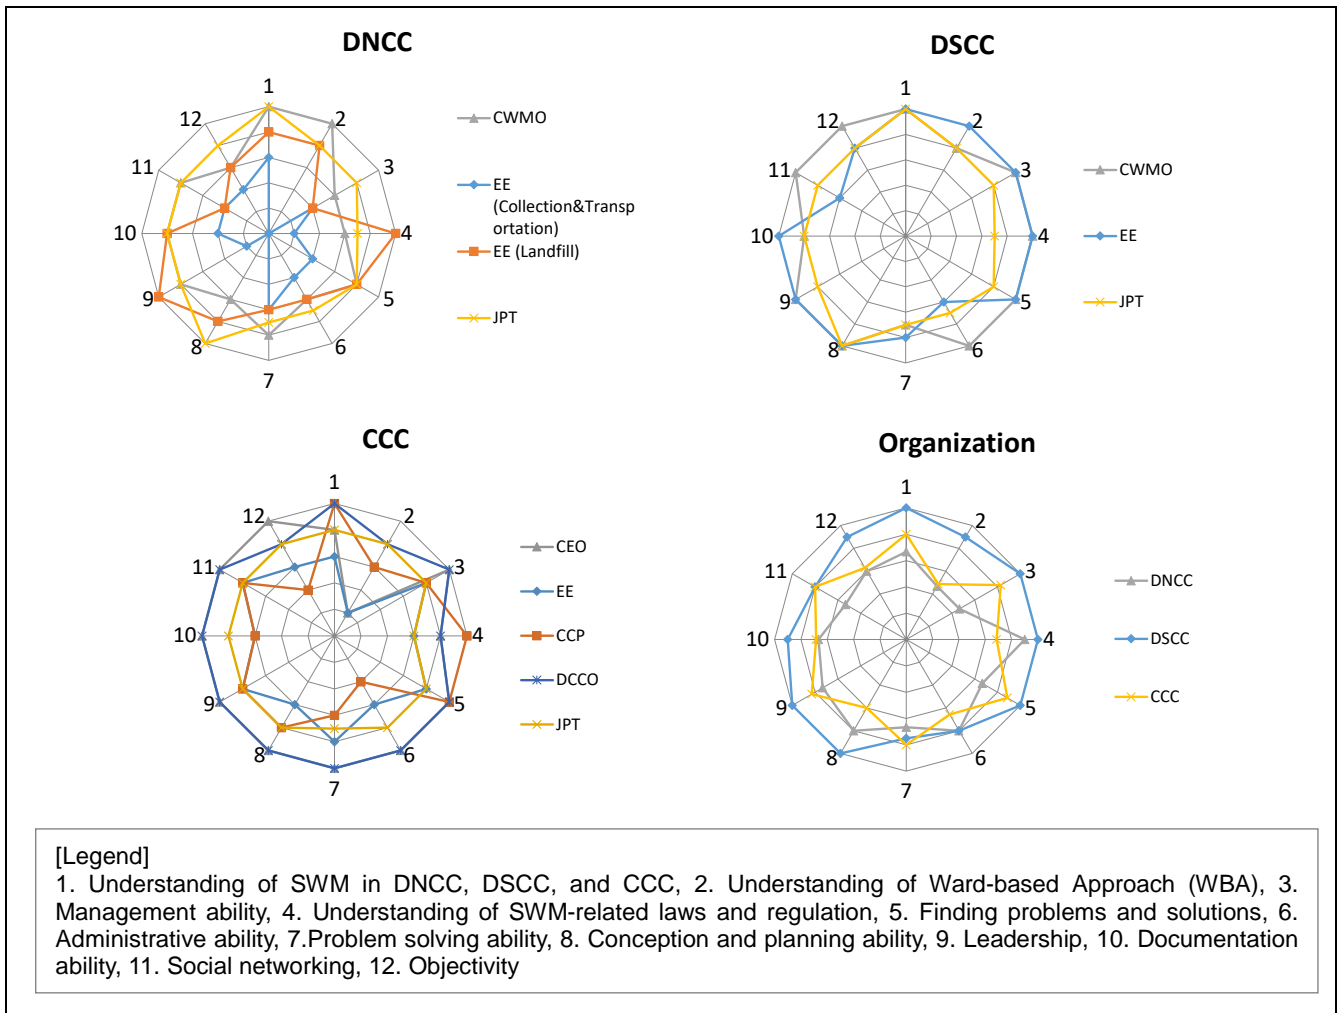 DNCC
1
2
3
4
5
6
7
8
9
10
11
12
CWMO
EE
(Collection&Transp
ortation)
EE (Landfill)
JPT
DSCC
1
2
3
4
5
6
7
8
9
10
11
12
CWMO
EE
JPT
CCC
1
2
3
4
5
6
7
8
9
10
11
12
CEO
EE
CCP
DCCO
JPT
Organization
1
2
3
4
5
6
7
8
9
10
11
12
DNCC
DSCC
CCC
[Legend]
1. Understanding of SWM in DNCC, DSCC, and CCC, 2. Understanding of Ward-based Approach (WBA), 3.
Management ability, 4. Understanding of SWM-related laws and regulation, 5. Finding problems and solutions, 6.
Administrative ability, 7.Problem solving ability, 8. Conception and planning ability, 9. Leadership, 10. Documentation
ability, 11. Social networking, 12. Objectivity